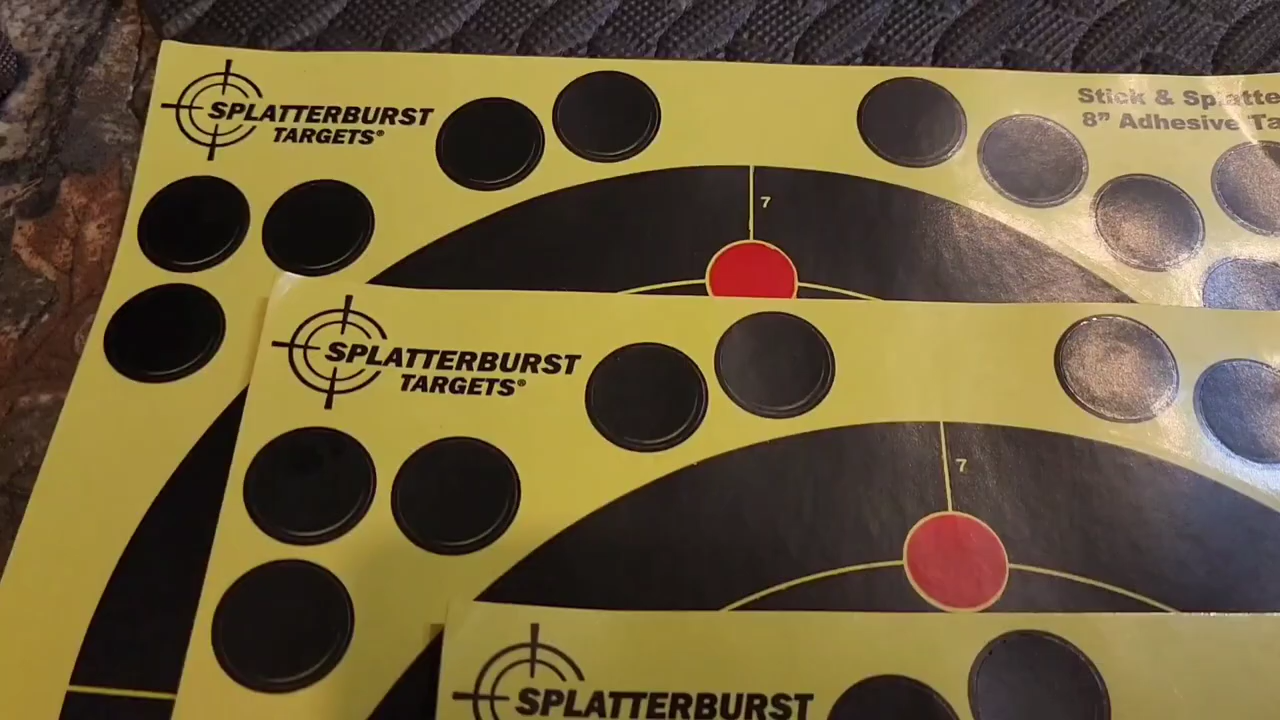 SPLATTERBURST
TARGETS®
Stick & Splatte
8” Adhesive Ta
7
SPLATTERBURST
TARGETS®
7
SPLATTERBURST